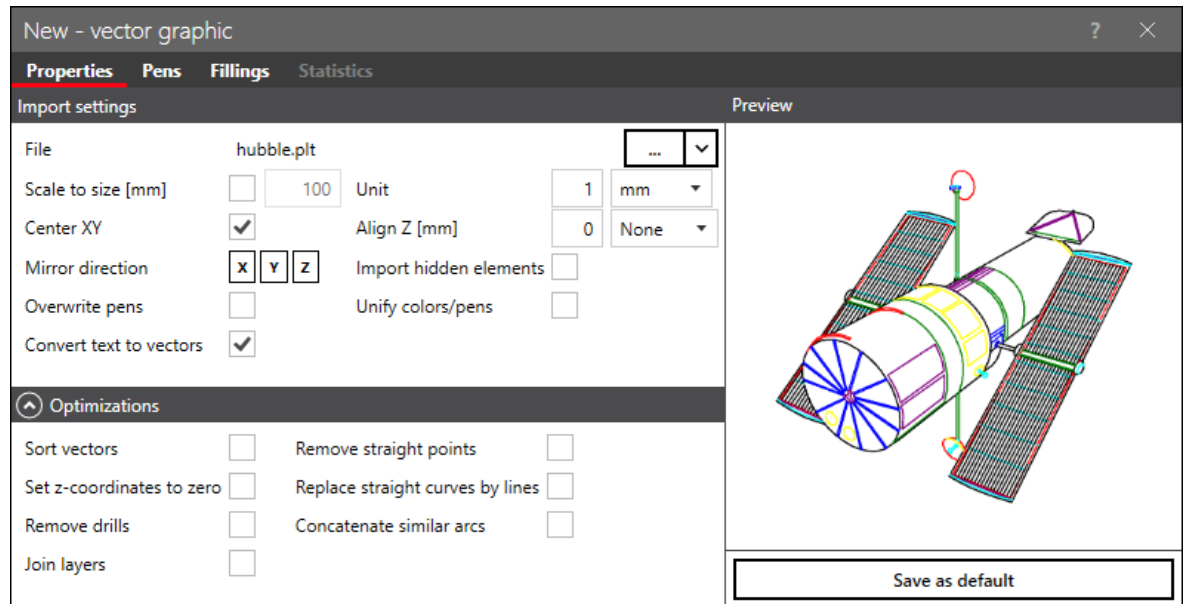 New - vector graphic ?
Properties Pens Fillings Statistics
Import settings Preview
File hubble.plt ...
Scale to size [mm] 100 Unit 1 mm
Center XY Align Z [mm] 0 None
Mirror direction X Y Z Import hidden elements
Overwrite pens Unify colors/pens
Convert text to vectors
Optimizations
Sort vectors Remove straight points
Set z-coordinates to zero Replace straight curves by lines
Remove drills Concatenate similar arcs
Join layers
Save as default